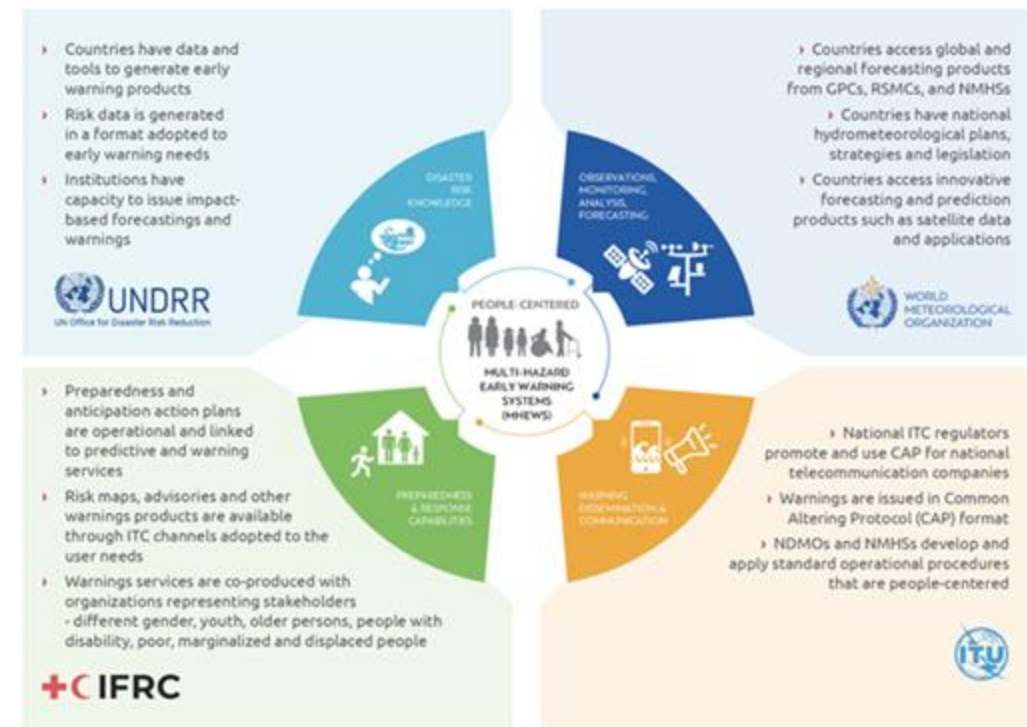 › Countries have data and
tools to generate early
warning products
› Risk data is generated
in a format adopted to
early warning needs
› Institutions have
capacity to issue impact-
based forecastings and
warnings
UNDRR
UN Office for Disaster Risk Reduction
› Countries access global and
regional forecasting products
from GPCs, RSMCs, and NMHSs
› Countries have national
hydrometeorological plans,
strategies and legislation
› Countries access innovative
forecasting and prediction
products such as satellite data
and applications
WORLD
METEOROLOGICAL
ORGANIZATION
DISASTER
RISK
KNOWLEDGE
OBSERVATIONS,
MONITORING,
ANALYSIS,
FORECASTING
PEOPLE-CENTERED
MULTI-HAZARD
EARLY WARNING
SYSTEMS
(MHEWS)
PREPAREDNESS
& RESPONSE
CAPABILITIES
WARNING
DISSEMINATION &
COMMUNICATION
› Preparedness and
anticipation action plans
are operational and linked
to predictive and warning
services
› Risk maps, advisories and other
warnings products are available
through ITC channels adopted to the
user needs
› Warnings services are co-produced with
organizations representing stakeholders
- different gender, youth, older persons, people with
disability, poor, marginalized and displaced people
IFRC
› National ITC regulators
promote and use CAP for national
telecommunication companies
› Warnings are issued in Common
Altering Protocol (CAP) format
› NDMOs and NMHSs develop and
apply standard operational procedures
that are people-centered
ITU